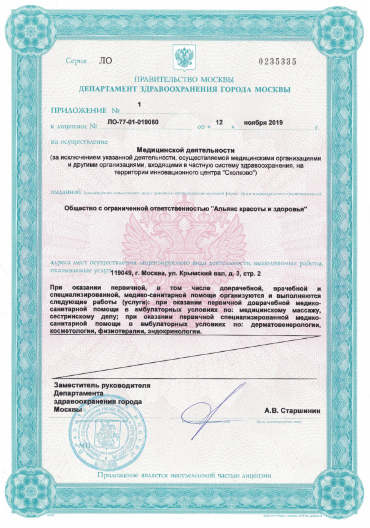 Серия ЛО 0235335
ПРАВИТЕЛЬСТВО МОСКВЫ
ДЕПАРТАМЕНТ ЗДРАВООХРАНЕНИЯ ГОРОДА МОСКВЫ
ПРИЛОЖЕНИЕ № 1
к лицензии № ЛО-77-01-019080 от « 12 » ноября 2019
на осуществление
Медицинской деятельности
(за исключением указанной деятельности, осуществляемой медицинскими организациями
и другими организациями, входящими в частную систему здравоохранения, на
территории инновационного центра "Сколково")
выданной
Общество с ограниченной ответственностью "Альянс красоты и здоровья"
адреса мест осуществления лицензируемого вида деятельности, выполняемые работы,
оказываемые услуги 119049, г. Москва, ул. Крымский вал, д. 3, стр. 2
При оказании первичной, в том числе доврачебной, врачебной и
специализированной, медико-санитарной помощи организуются и выполняются
следующие работы (услуги): при оказании первичной доврачебной медико-
санитарной помощи в амбулаторных условиях по: медицинскому массажу,
сестринскому делу; при оказании первичной специализированной медико-
санитарной помощи в амбулаторных условиях по: дерматовенерологии,
косметологии, физиотерапии, эндокринологии.
Заместитель руководителя
Департамента
здравоохранения города
Москвы
А.В. Старшинин
Приложение является неотъемлемой частью лицензии